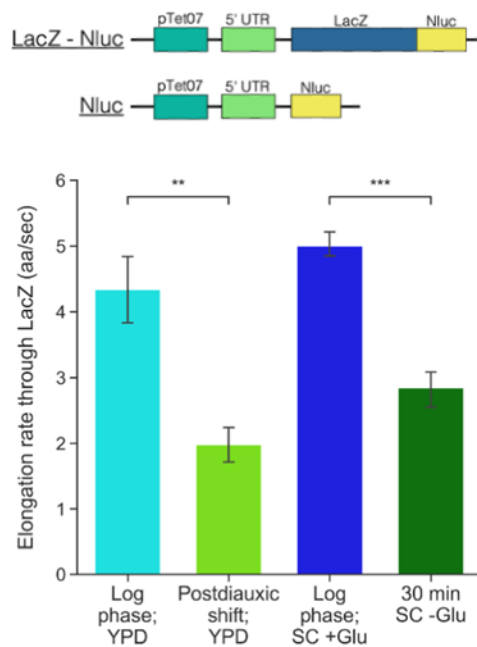 pTet07 5' UTR LacZ Nluc
LacZ - Nluc
pTet07 5' UTR Nluc
Nluc
** ***
6
5
4
3
2
1
0
Elongation rate through LacZ (aa/sec)
Log Postdiauxic Log 30 min
phase; shift; phase; SC -Glu
YPD YPD SC +Glu